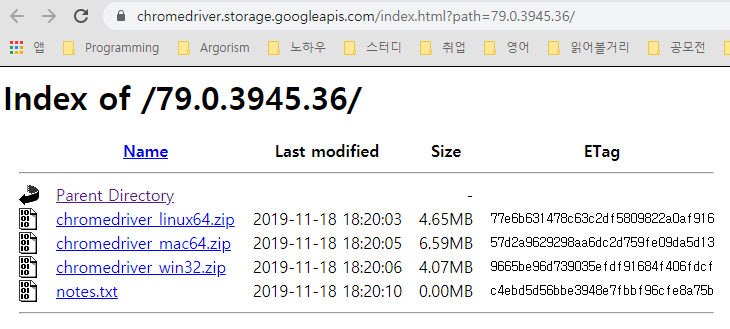 chromedriver.storage.googleapis.com/index.html?path=79.0.3945.36/
앱 Programming Argorism 노하우 스터디 취업 영어 읽어볼거리 공모전
Index of /79.0.3945.36/
Name Last modified Size ETag
Parent Directory -
chromedriver_linux64.zip 2019-11-18 18:20:03 4.65MB 77e6b631478c63c2df5809822a0af916
chromedriver_mac64.zip 2019-11-18 18:20:05 6.59MB 57d2a9629298aa6dc2d759fe09da5d13
chromedriver_win32.zip 2019-11-18 18:20:06 4.07MB 9665be96d739035efdf91684f406fdcf
notes.txt 2019-11-18 18:20:10 0.00MB c4ebd5d56bbe3948e7fbbf96cfe8a75b